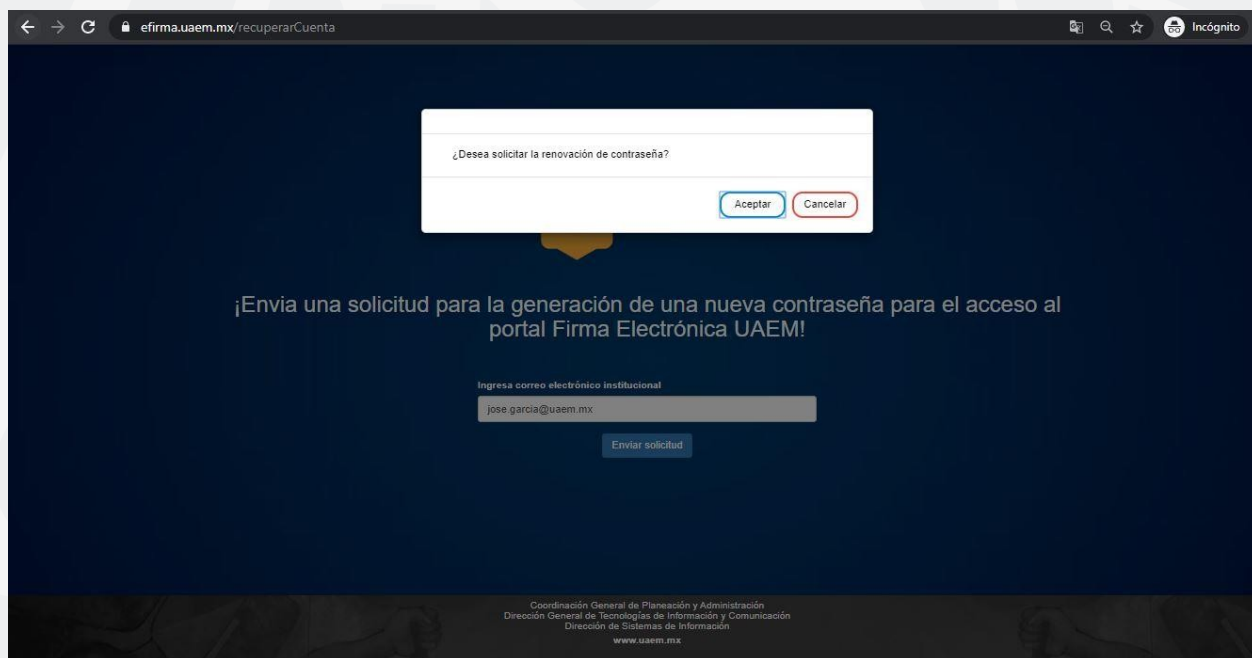 efirma.uaem.mx/recuperarCuenta
Incógnito
¿Desea solicitar la renovación de contraseña?
Aceptar
Cancelar
¡Envia una solicitud para la generación de una nueva contraseña para el acceso al
portal Firma Electrónica UAEM!
Ingresa correo electrónico institucional
jose.garcia@uaem.mx
Enviar solicitud
Coordinación General de Planeación y Administración
Dirección General de Tecnologías de Información y Comunicación
Dirección de Sistemas de Información
www.uaem.mx